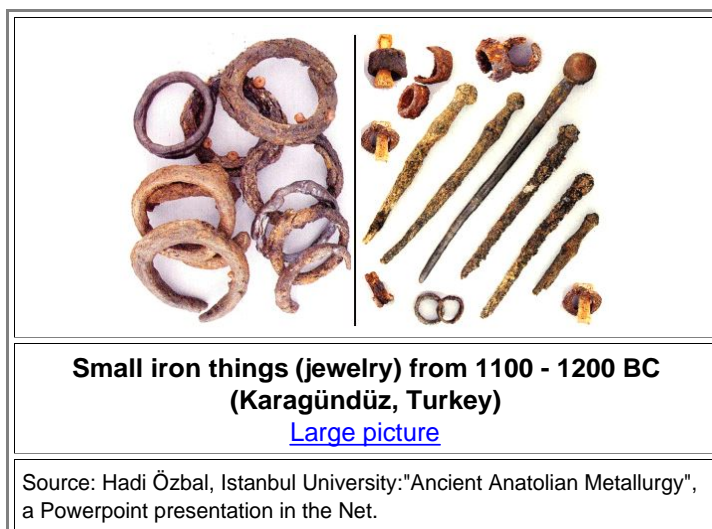 Small iron things (jewelry) from 1100 - 1200 BC
(Karagündüz, Turkey)
Large picture
Source: Hadi Özbal, Istanbul University:"Ancient Anatolian Metallurgy",
a Powerpoint presentation in the Net.